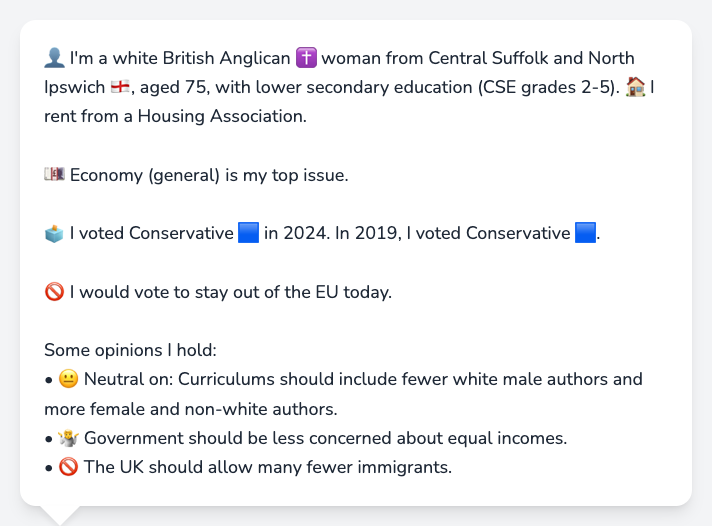 👤 I'm a white British Anglican ✝️ woman from Central Suffolk and North
Ipswich 🏴󠁧󠁢󠁥󠁮󠁧󠁿, aged 75, with lower secondary education (CSE grades 2-5). 🏠 I
rent from a Housing Association.
💷 Economy (general) is my top issue.
🗳️ I voted Conservative 🟦 in 2024. In 2019, I voted Conservative 🟦.
🚫 I would vote to stay out of the EU today.
Some opinions I hold:
• 😐 Neutral on: Curriculums should include fewer white male authors and
more female and non-white authors.
• 🤷 Government should be less concerned about equal incomes.
• 🚫 The UK should allow many fewer immigrants.